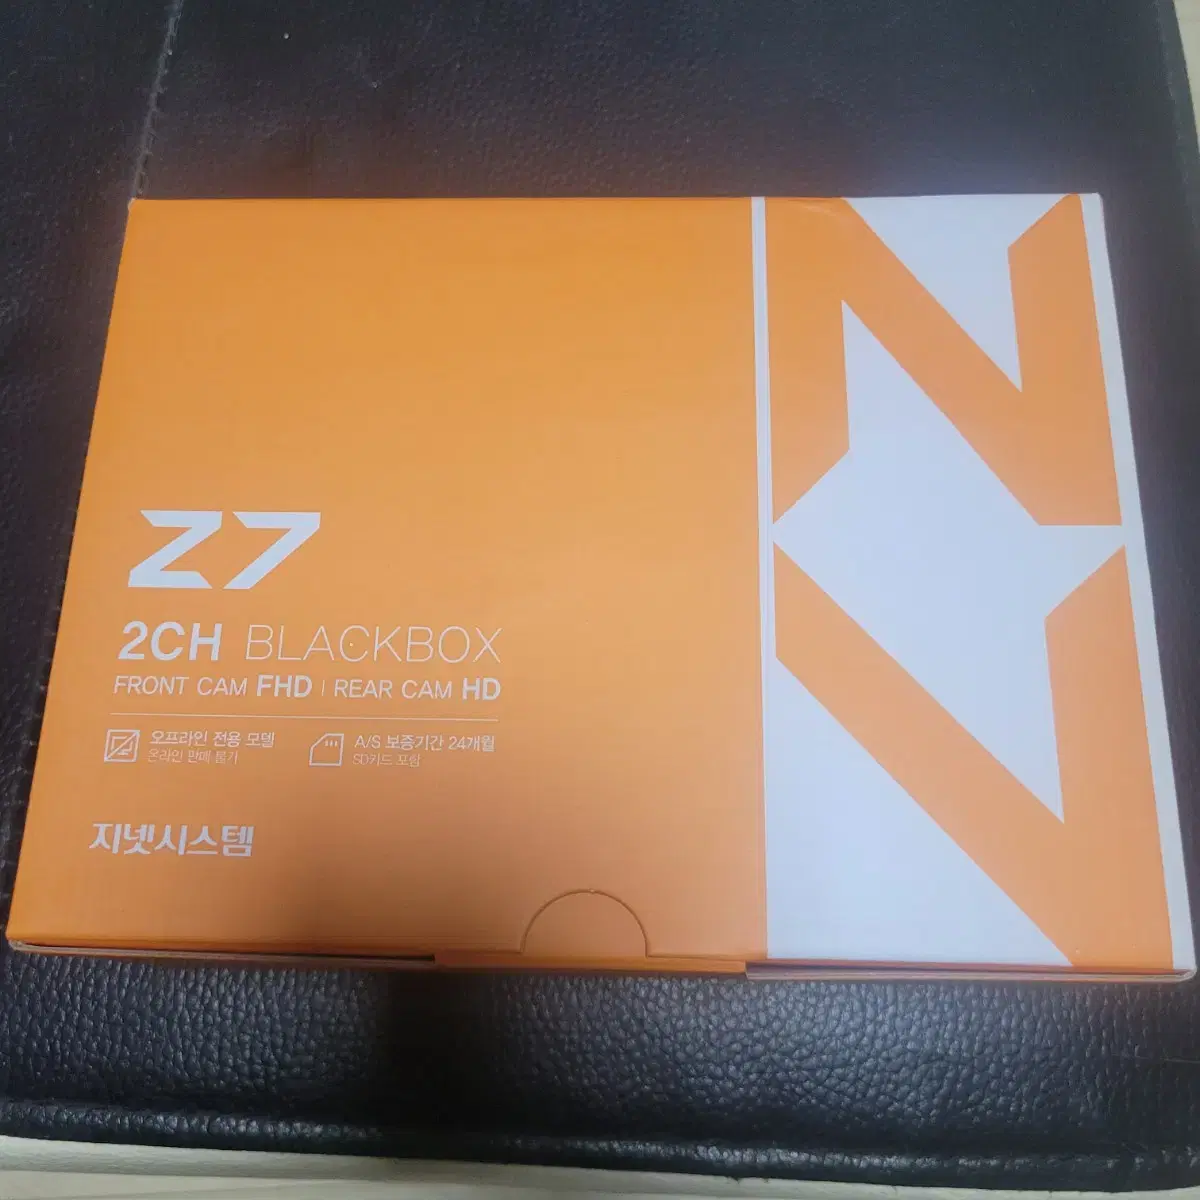 Z7
2CH BLACKBOX
FRONT CAM FHD | REAR CAM HD
오프라인 전용 모델
온라인 판매 불가
A/S 보증기간 24개월
SD카드 포함
지넷시스템